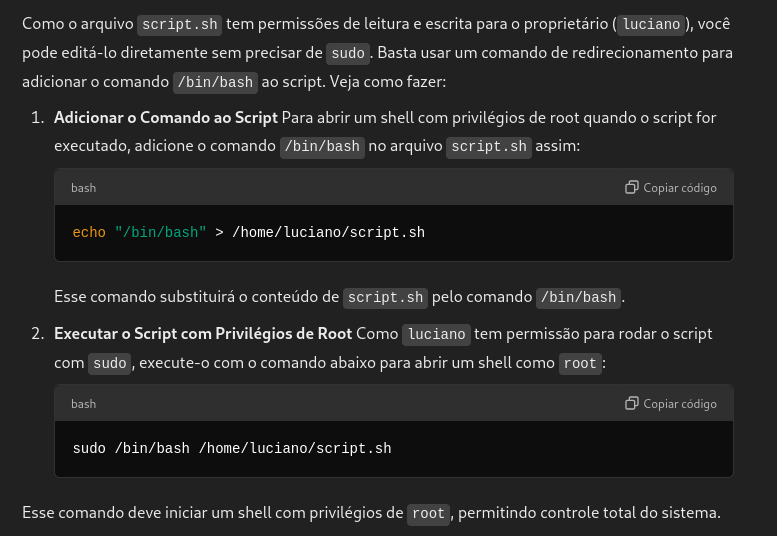 Como o arquivo script.sh tem permissões de leitura e escrita para o proprietário (luciano), você
pode editá-lo diretamente sem precisar de sudo. Basta usar um comando de redirecionamento para
adicionar o comando /bin/bash ao script. Veja como fazer:
1. Adicionar o Comando ao Script Para abrir um shell com privilégios de root quando o script for
executado, adicione o comando /bin/bash no arquivo script.sh assim:
bash Copiar código
echo "/bin/bash" > /home/luciano/script.sh
Esse comando substituirá o conteúdo de script.sh pelo comando /bin/bash.
2. Executar o Script com Privilégios de Root Como luciano tem permissão para rodar o script
com sudo, execute-o com o comando abaixo para abrir um shell como root:
bash Copiar código
sudo /bin/bash /home/luciano/script.sh
Esse comando deve iniciar um shell com privilégios de root, permitindo controle total do sistema.